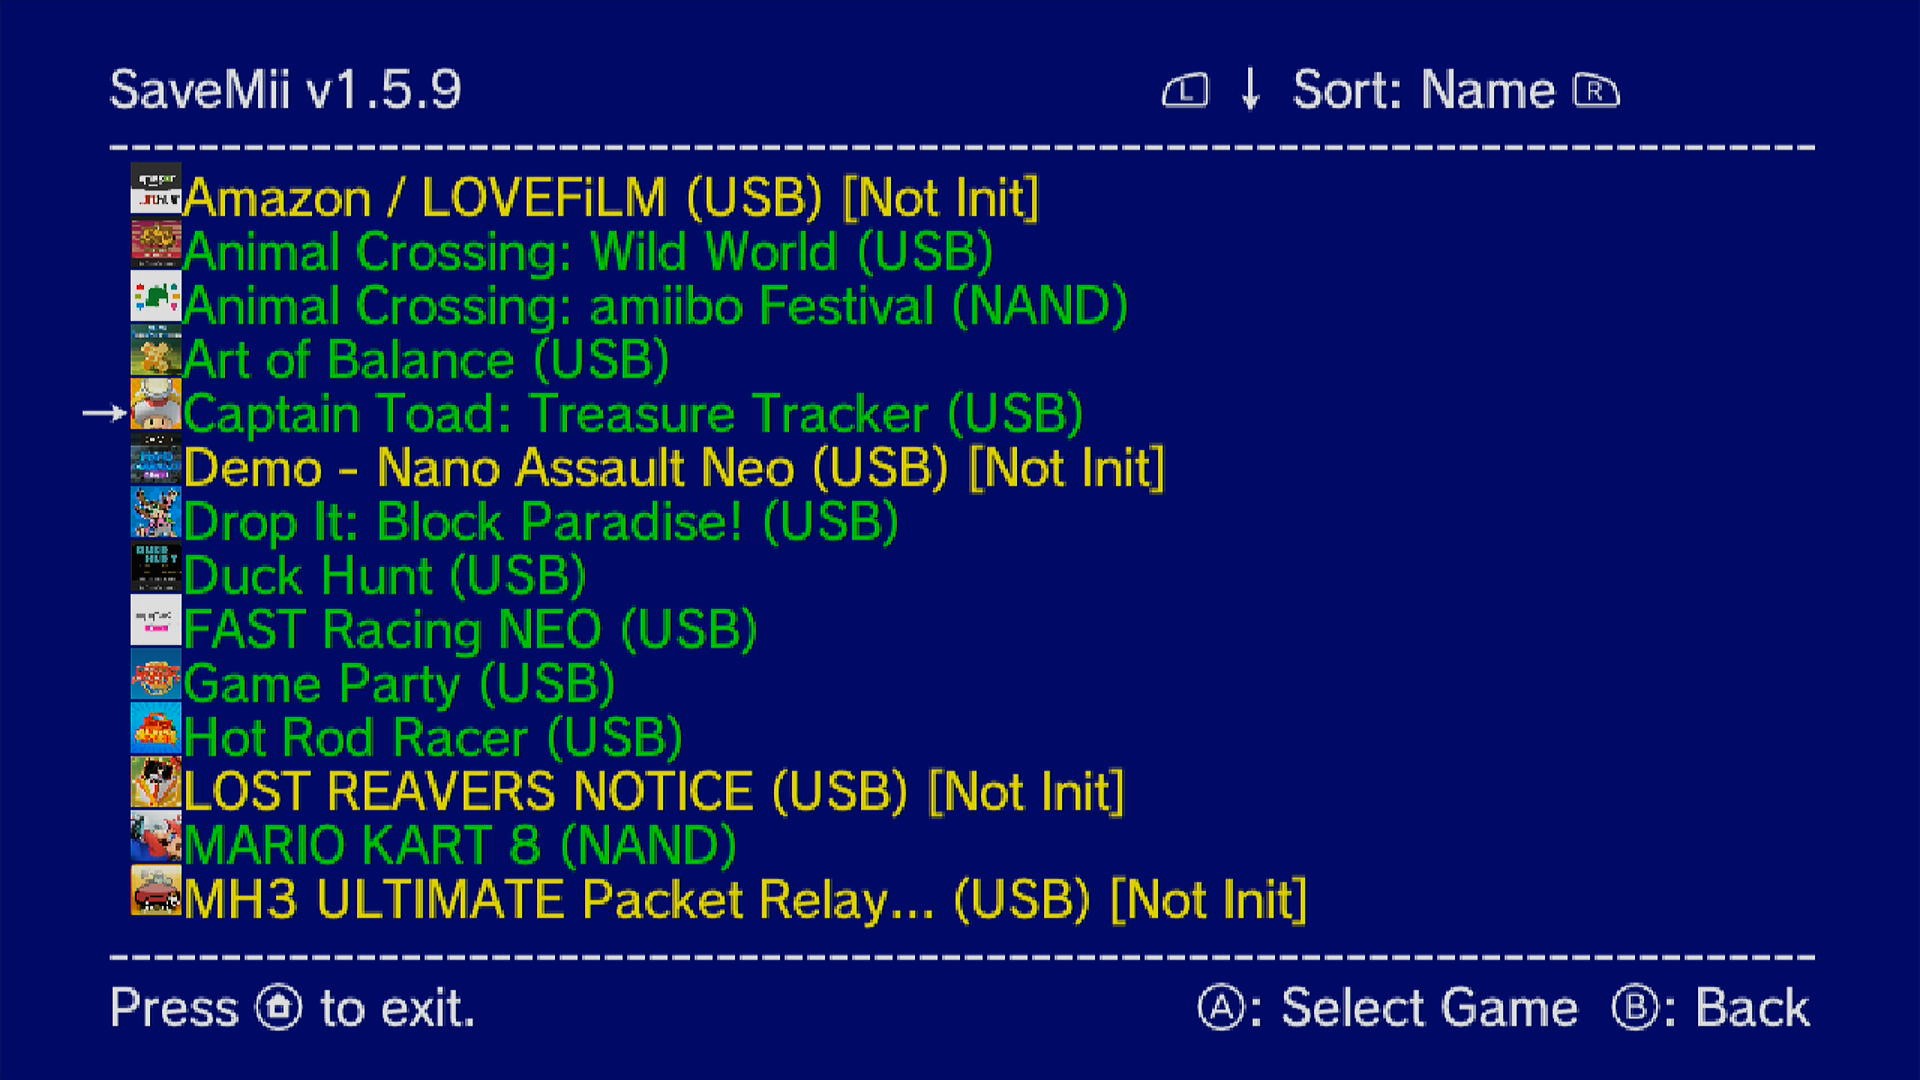 SaveMii v1.5.9
L ↓ Sort: Name R
Amazon / LOVEFiLM (USB) [Not Init]
Animal Crossing: Wild World (USB)
Animal Crossing: amiibo Festival (NAND)
Art of Balance (USB)
Captain Toad: Treasure Tracker (USB)
Demo - Nano Assault Neo (USB) [Not Init]
Drop It: Block Paradise! (USB)
Duck Hunt (USB)
FAST Racing NEO (USB)
Game Party (USB)
Hot Rod Racer (USB)
LOST REAVERS NOTICE (USB) [Not Init]
MARIO KART 8 (NAND)
MH3 ULTIMATE Packet Relay... (USB) [Not Init]
Press to exit.
Ⓐ: Select Game Ⓑ: Back